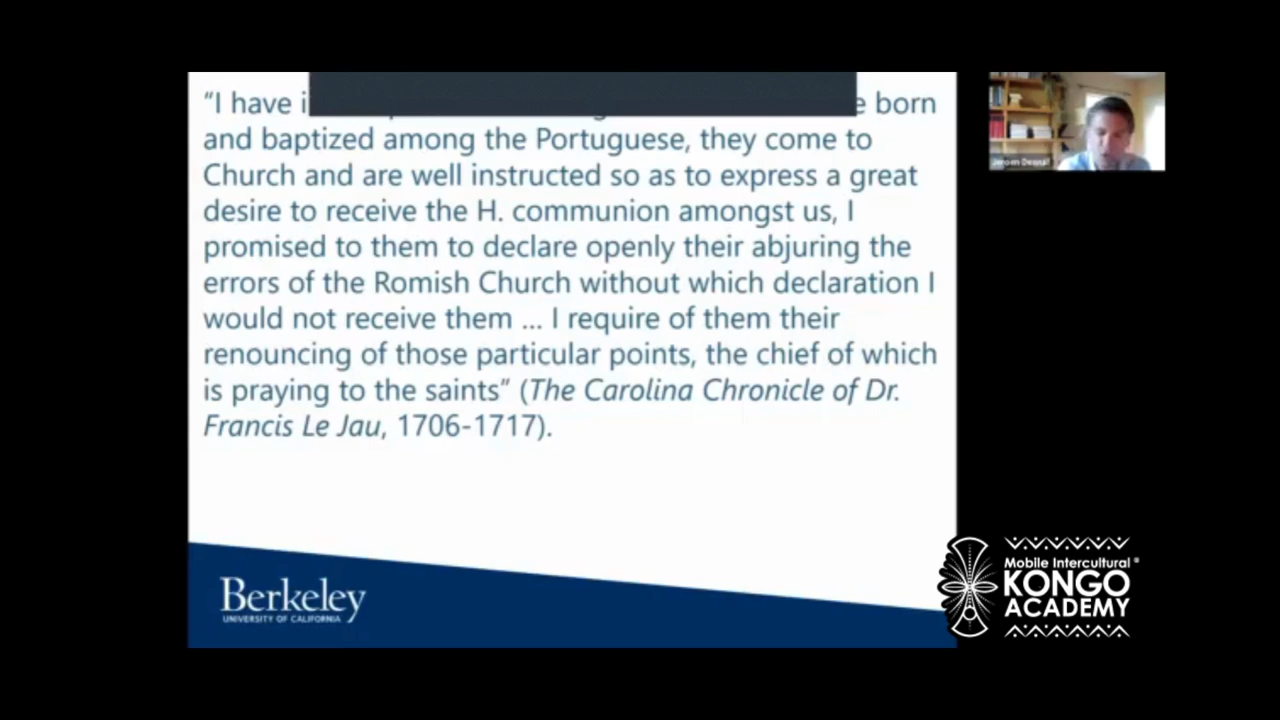 “I have i e born
and baptized among the Portuguese, they come to
Church and are well instructed so as to express a great
desire to receive the H. communion amongst us, I
promised to them to declare openly their abjuring the
errors of the Romish Church without which declaration I
would not receive them ... I require of them their
renouncing of those particular points, the chief of which
is praying to the saints” (The Carolina Chronicle of Dr.
Francis Le Jau, 1706-1717).
Berkeley
UNIVERSITY OF CALIFORNIA
Mobile Intercultural ®
KONGO
ACADEMY